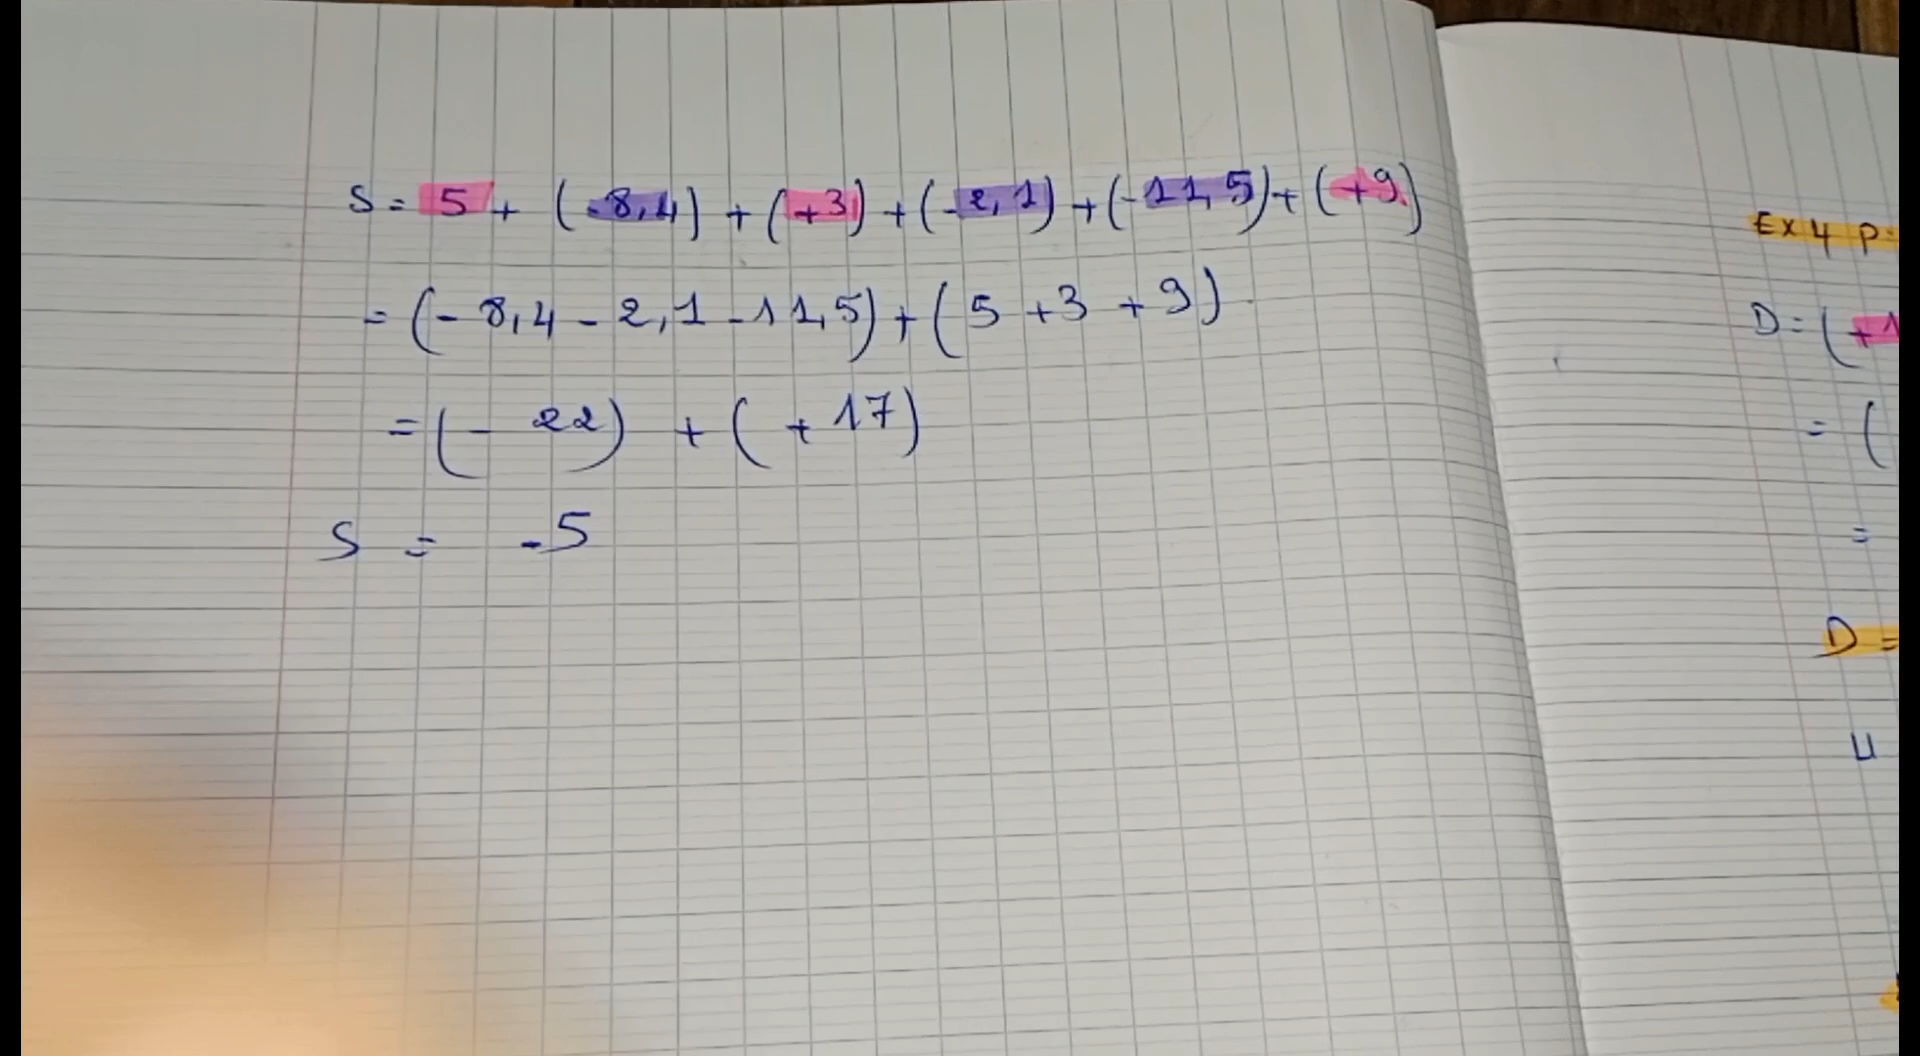 S = 5 + (-8,4) + (+3) + (-2,1) + (-11,5) + (+9)
= (-8,4 - 2,1 - 11,5) + (5 + 3 + 9)
= (- 22) + (+ 17)
S = -5
Ex 4 p:
D = (+1
= (
=
D =